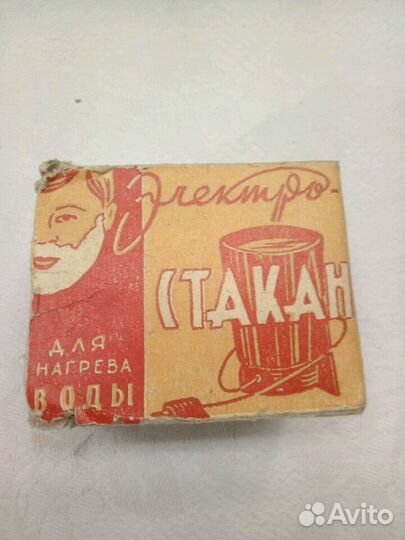 Электро-
СТАКАН
ДЛЯ
НАГРЕВА
ВОДЫ
Avito